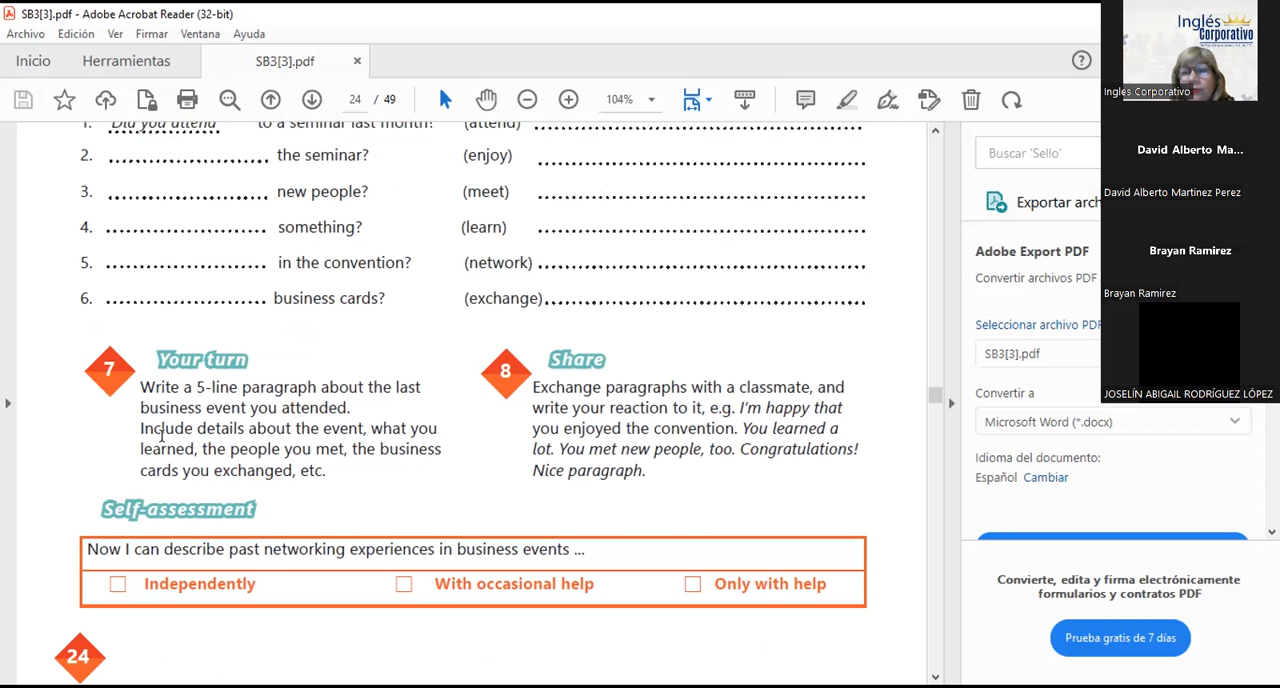 SB3[3].pdf - Adobe Acrobat Reader (32-bit)
Archivo Edición Ver Firmar Ventana Ayuda
Inicio Herramientas SB3[3].pdf ×
24 / 49 104%
1. Did you attend to a seminar last month? (attend)
2. the seminar? (enjoy)
3. new people? (meet)
4. something? (learn)
5. in the convention? (network)
6. business cards? (exchange)
7 Your turn
Write a 5-line paragraph about the last
business event you attended.
Include details about the event, what you
learned, the people you met, the business
cards you exchanged, etc.
8 Share
Exchange paragraphs with a classmate, and
write your reaction to it, e.g. I'm happy that
you enjoyed the convention. You learned a
lot. You met new people, too. Congratulations!
Nice paragraph.
Self-assessment
Now I can describe past networking experiences in business events ...
Independently With occasional help Only with help
24
Buscar 'Sello'
Exportar arch
Adobe Export PDF
Convertir archivos PDF
Seleccionar archivo PDF
SB3[3].pdf
Convertir a
Microsoft Word (*.docx)
Idioma del documento:
Español Cambiar
Convierte, edita y firma electrónicamente
formularios y contratos PDF
Prueba gratis de 7 días
Inglés
Corporativo
Ingles Corporativo
David Alberto Ma...
David Alberto Martinez Perez
Brayan Ramirez
Brayan Ramirez
JOSELÍN ABIGAIL RODRÍGUEZ LÓPEZ